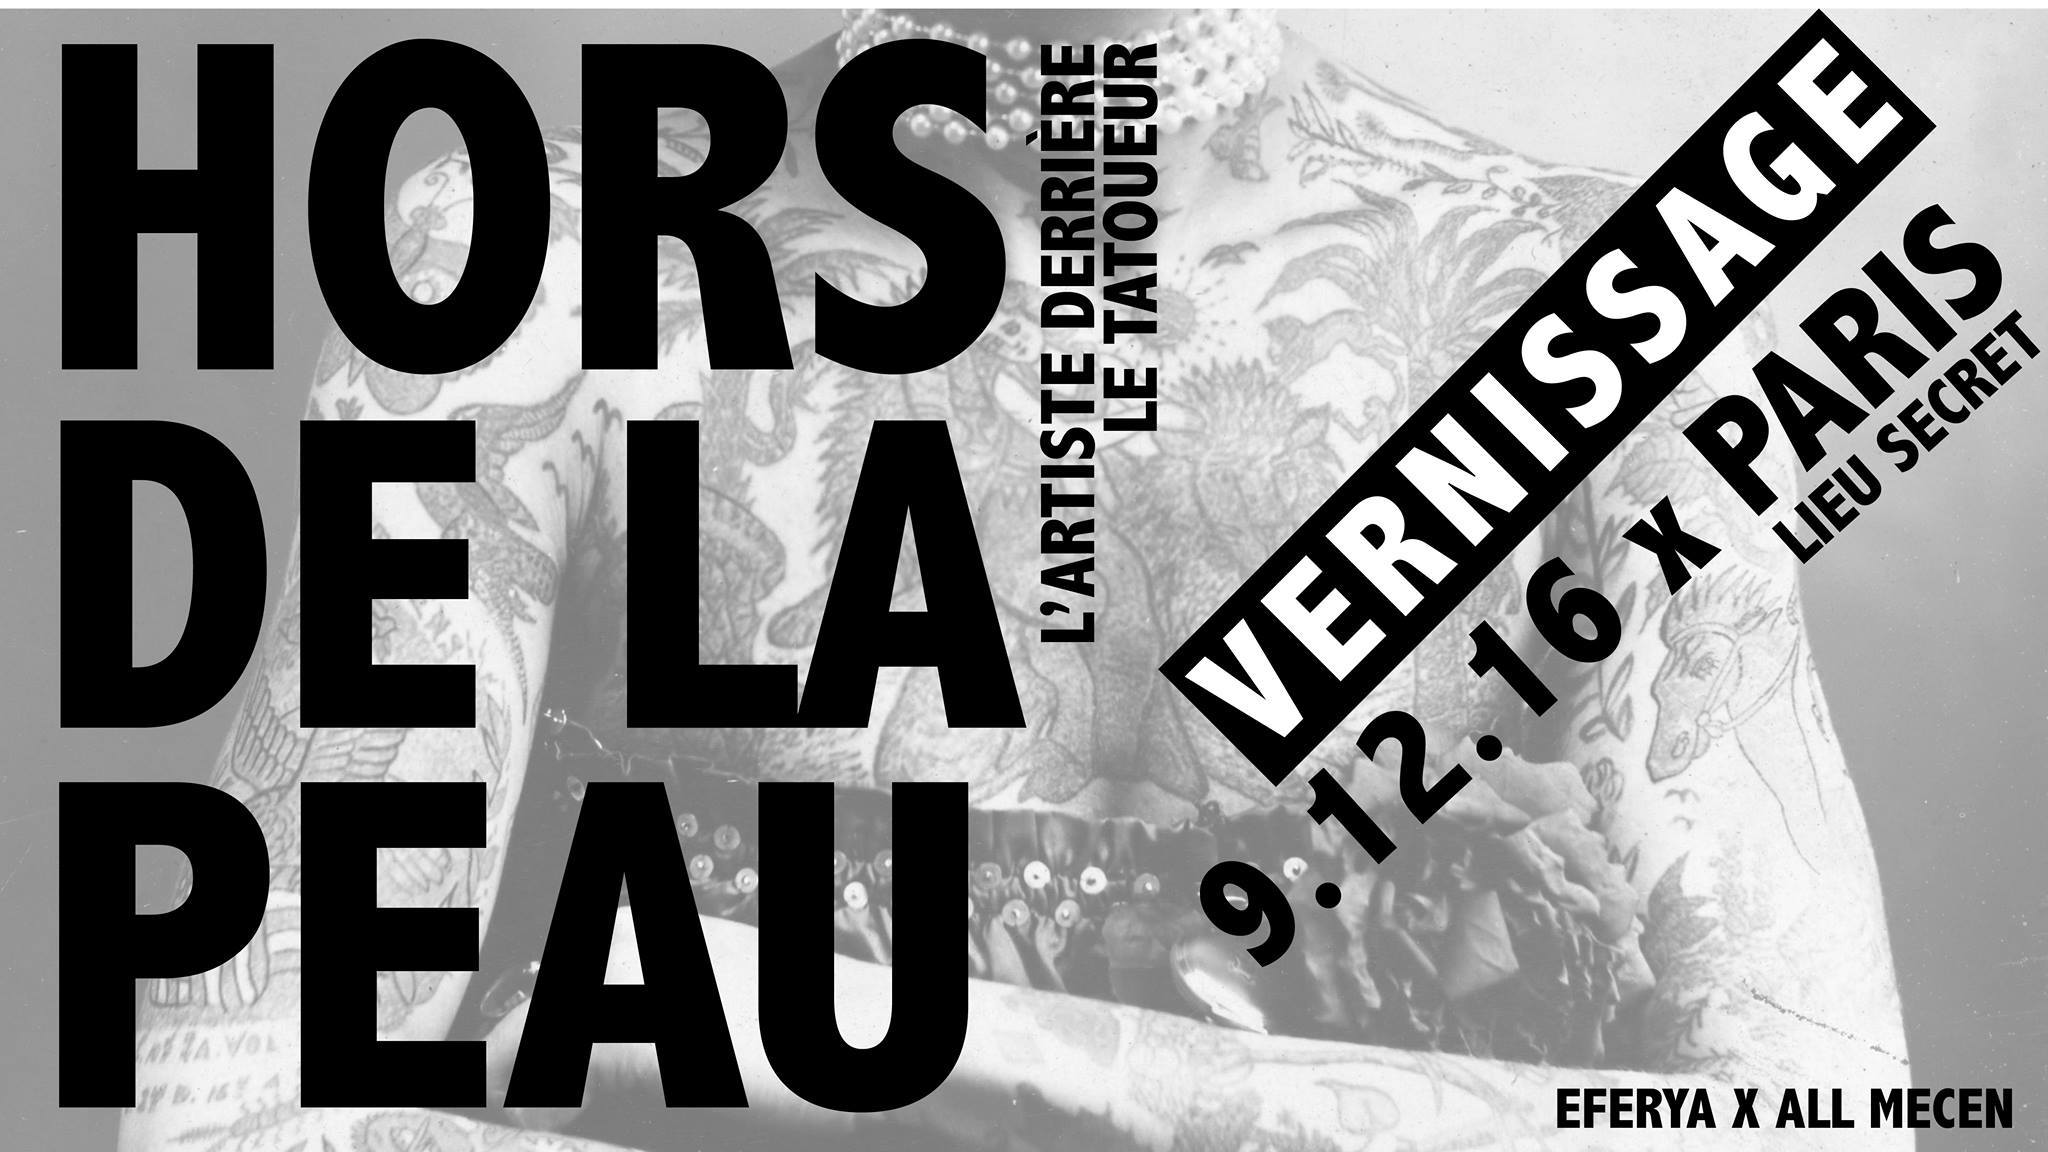 HORS
DE LA
PEAU
L'ARTISTE DERRIÈRE
LE TATOUEUR
VERNISSAGE
9.12.16 x PARIS
LIEU SECRET
EFERYA X ALL MECEN